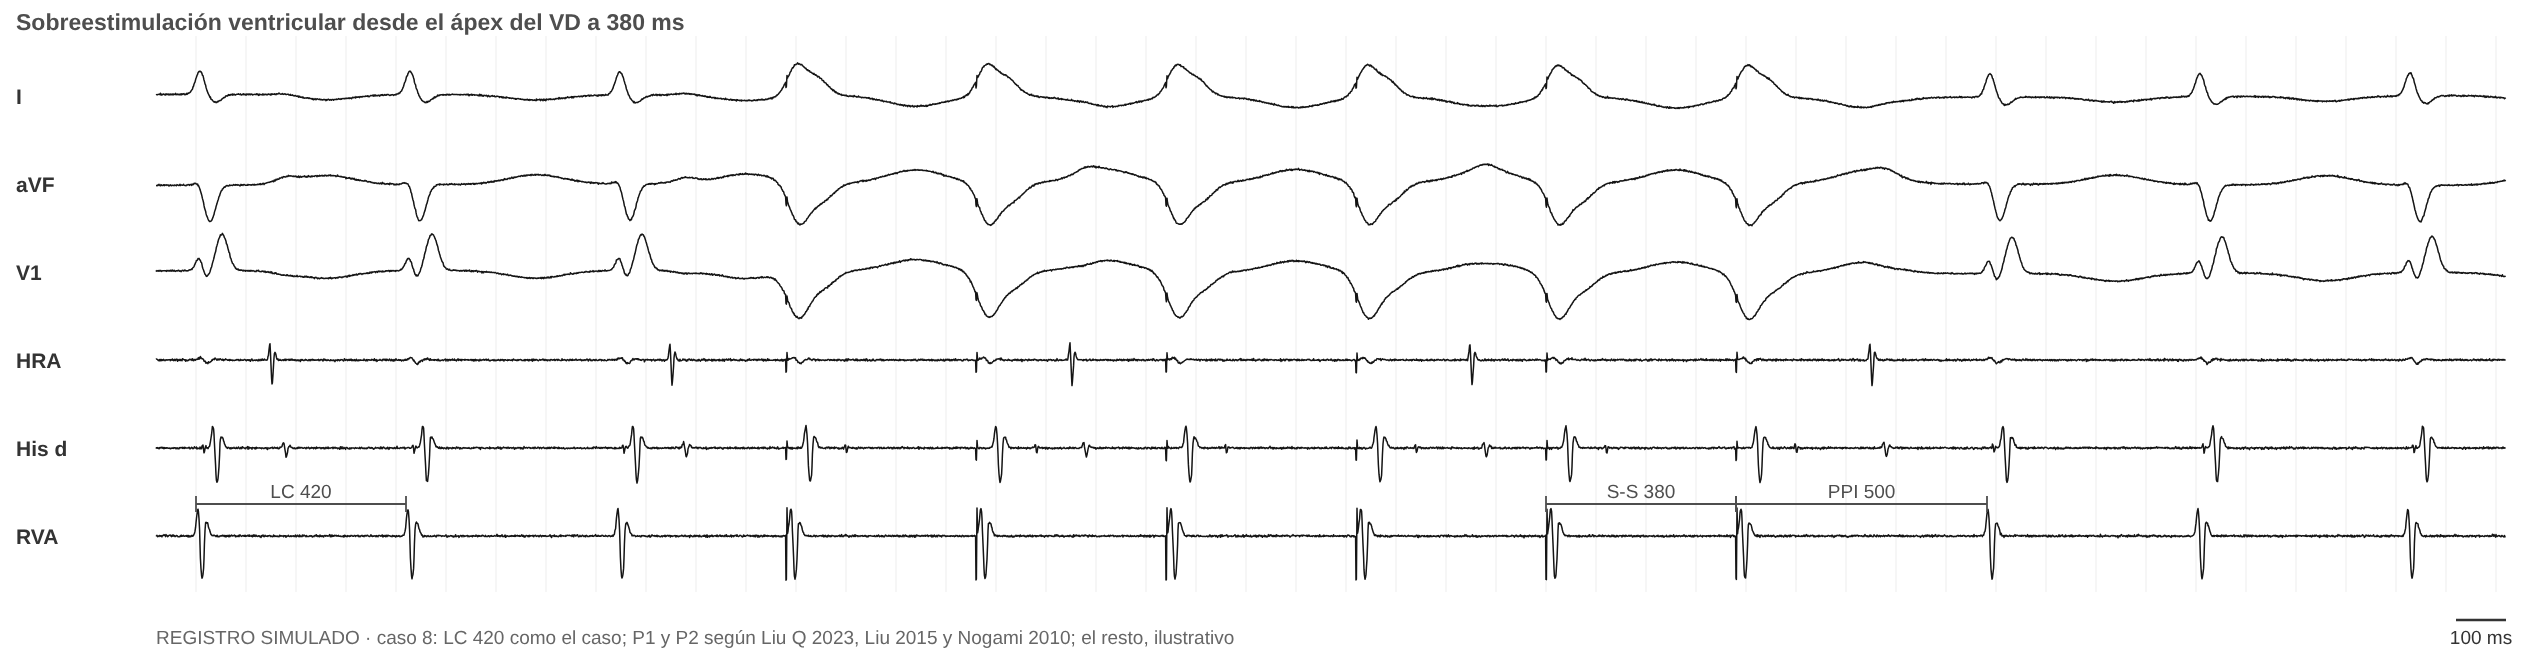 Sobreestimulación ventricular desde el ápex del VD a 380 ms
I
aVF
V1
HRA
His d
LC 420
S-S 380
PPI 500
RVA
REGISTRO SIMULADO · caso 8: LC 420 como el caso; P1 y P2 según Liu Q 2023, Liu 2015 y Nogami 2010; el resto, ilustrativo
100 ms